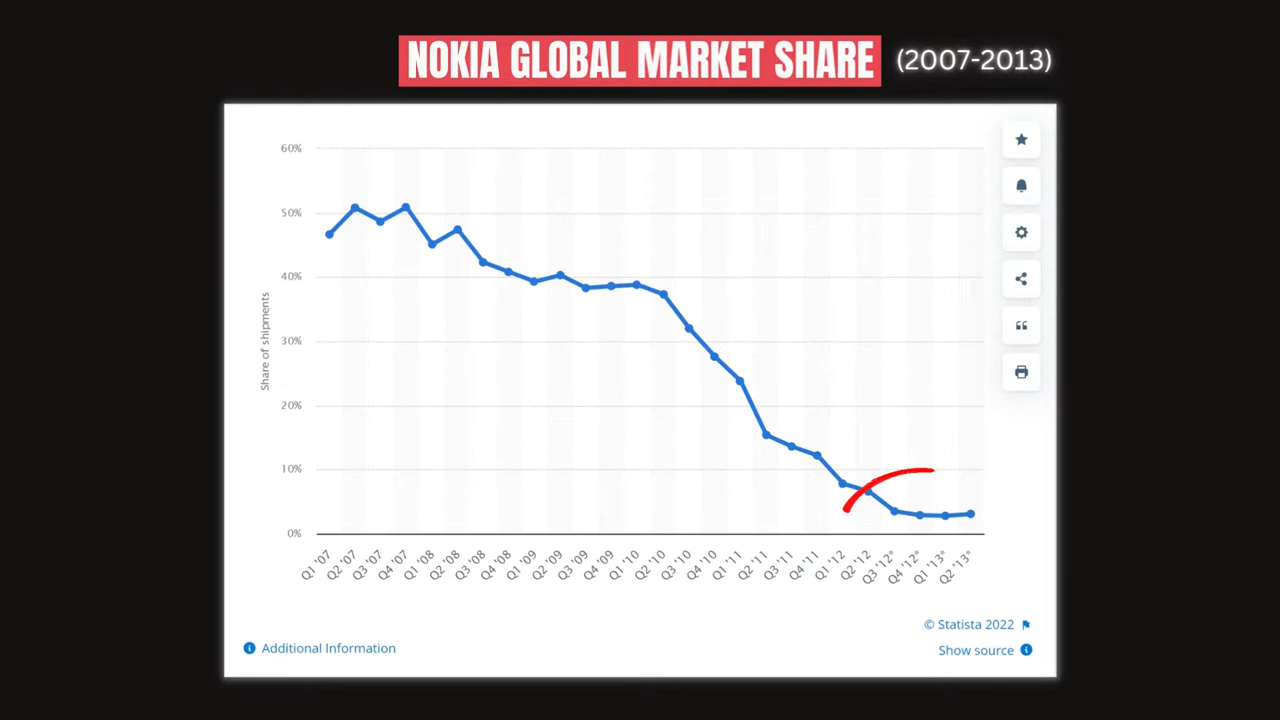 NOKIA GLOBAL MARKET SHARE (2007-2013)
60%
50%
40%
30%
20%
10%
0%
Share of shipments
Q1 '07
Q2 '07
Q3 '07
Q4 '07
Q1 '08
Q2 '08
Q3 '08
Q4 '08
Q1 '09
Q2 '09
Q3 '09
Q4 '09
Q1 '10
Q2 '10
Q3 '10
Q4 '10
Q1 '11
Q2 '11
Q3 '11
Q4 '11
Q1 '12
Q2 '12
Q3 '12*
Q4 '12*
Q1 '13*
Q2 '13*
© Statista 2022
Additional Information
Show source